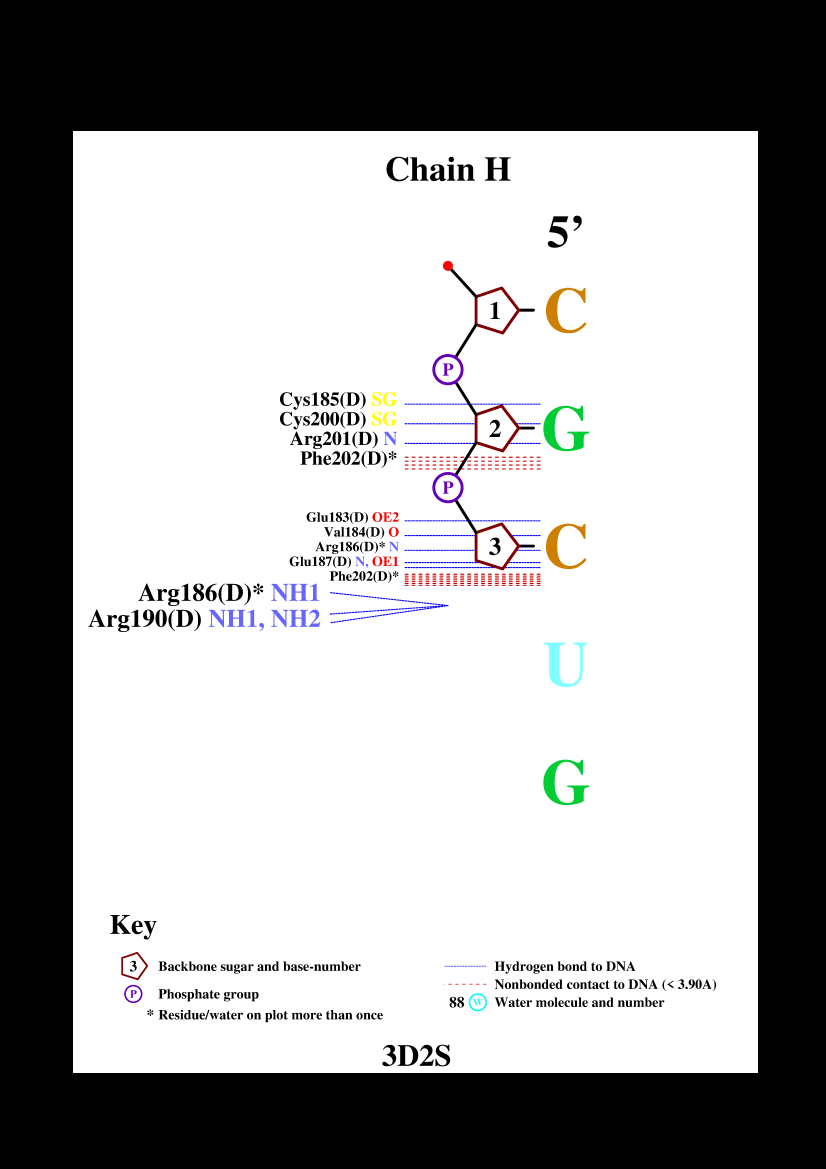 Chain H
5’
1 C
P
Cys185(D) SG
Cys200(D) SG
Arg201(D) N
Phe202(D)*
2 G
P
Glu183(D) OE2
Val184(D) O
Arg186(D)* N
Glu187(D) N, OE1
Phe202(D)*
3 C
Arg186(D)* NH1
Arg190(D) NH1, NH2
U
G
Key
3 Backbone sugar and base-number
P Phosphate group
* Residue/water on plot more than once
Hydrogen bond to DNA
Nonbonded contact to DNA (< 3.90A)
88 W Water molecule and number
3D2S